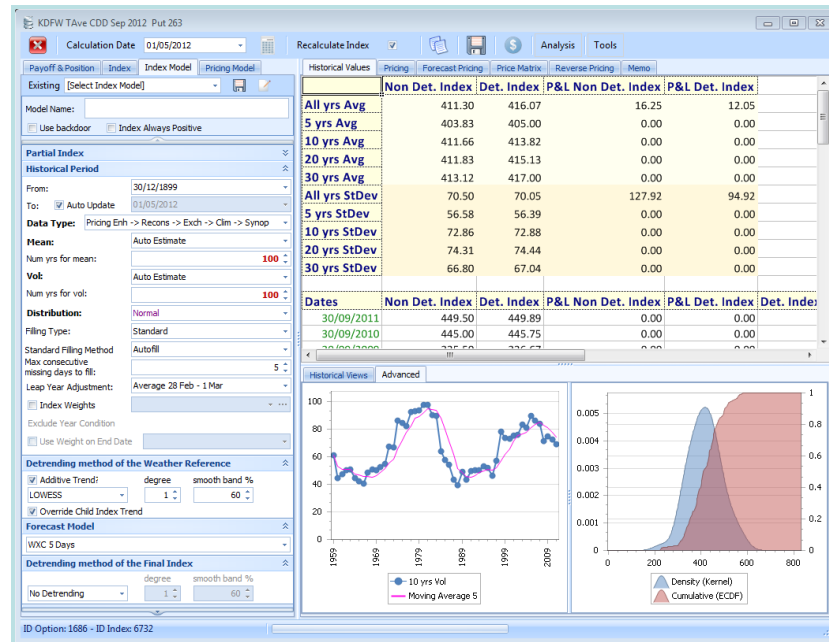 KDFW TAve CDD Sep 2012 Put 263
Calculation Date 01/05/2012 Recalculate Index Analysis Tools
Payoff & Position Index Index Model Pricing Model
Existing [Select Index Model]
Model Name:
Use backdoor Index Always Positive
Partial Index
Historical Period
From: 30/12/1899
To: Auto Update 01/05/2012
Data Type: Pricing Enh -> Recons -> Exch -> Clim -> Synop
Mean: Auto Estimate
Num yrs for mean: 100
Vol: Auto Estimate
Num yrs for vol: 100
Distribution: Normal
Filling Type: Standard
Standard Filling Method Autofill
Max consecutive
missing days to fill: 5
Leap Year Adjustment: Average 28 Feb - 1 Mar
Index Weights
Exclude Year Condition
Use Weight on End Date
Detrending method of the Weather Reference
Additive Trend? degree smooth band %
LOWESS 1 60
Override Child Index Trend
Forecast Model
WXC 5 Days
Detrending method of the Final Index
degree smooth band %
No Detrending 1 60
Historical Values Pricing Forecast Pricing Price Matrix Reverse Pricing Memo
Non Det. Index Det. Index P&L Non Det. Index P&L Det. Index
All yrs Avg 411.30 416.07 16.25 12.05
5 yrs Avg 403.83 405.00 0.00 0.00
10 yrs Avg 411.66 413.82 0.00 0.00
20 yrs Avg 411.83 415.13 0.00 0.00
30 yrs Avg 413.12 417.00 0.00 0.00
All yrs StDev 70.50 70.05 127.92 94.92
5 yrs StDev 56.58 56.39 0.00 0.00
10 yrs StDev 72.86 72.88 0.00 0.00
20 yrs StDev 74.31 74.44 0.00 0.00
30 yrs StDev 66.80 67.04 0.00 0.00
Dates Non Det. Index Det. Index P&L Non Det. Index P&L Det. Index Det. Index
30/09/2011 449.50 449.89 0.00 0.00
30/09/2010 445.00 445.75 0.00 0.00
Historical Views Advanced
100
80
60
40
20
0
1959 1969 1979 1989 1999 2009
10 yrs Vol
Moving Average 5
0.005
0.004
0.003
0.002
0.001
0
1
0.8
0.6
0.4
0.2
0
0 200 400 600 800
Density (Kernel)
Cumulative (ECDF)
ID Option: 1686 - ID Index: 6732